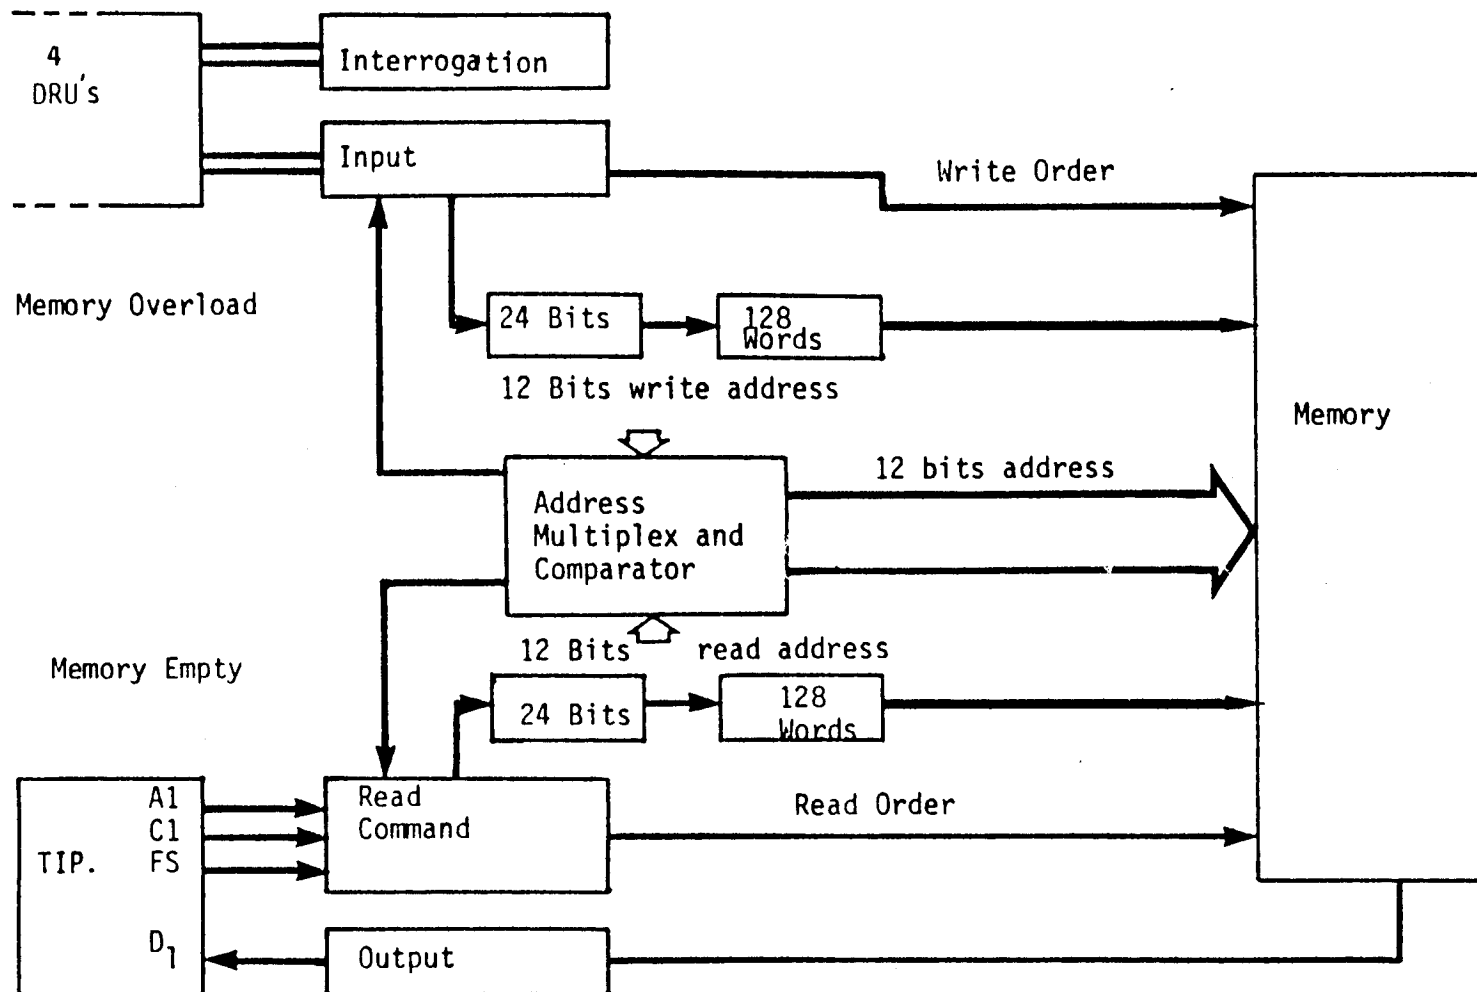 4
DRU's
Interrogation
Input
Write Order
Memory Overload
24 Bits
128
Words
12 Bits write address
Memory
12 bits address
Address
Multiplex and
Comparator
12 Bits read address
Memory Empty
24 Bits
128
Words
A1
C1
TIP. FS
D1
Read
Command
Read Order
Output